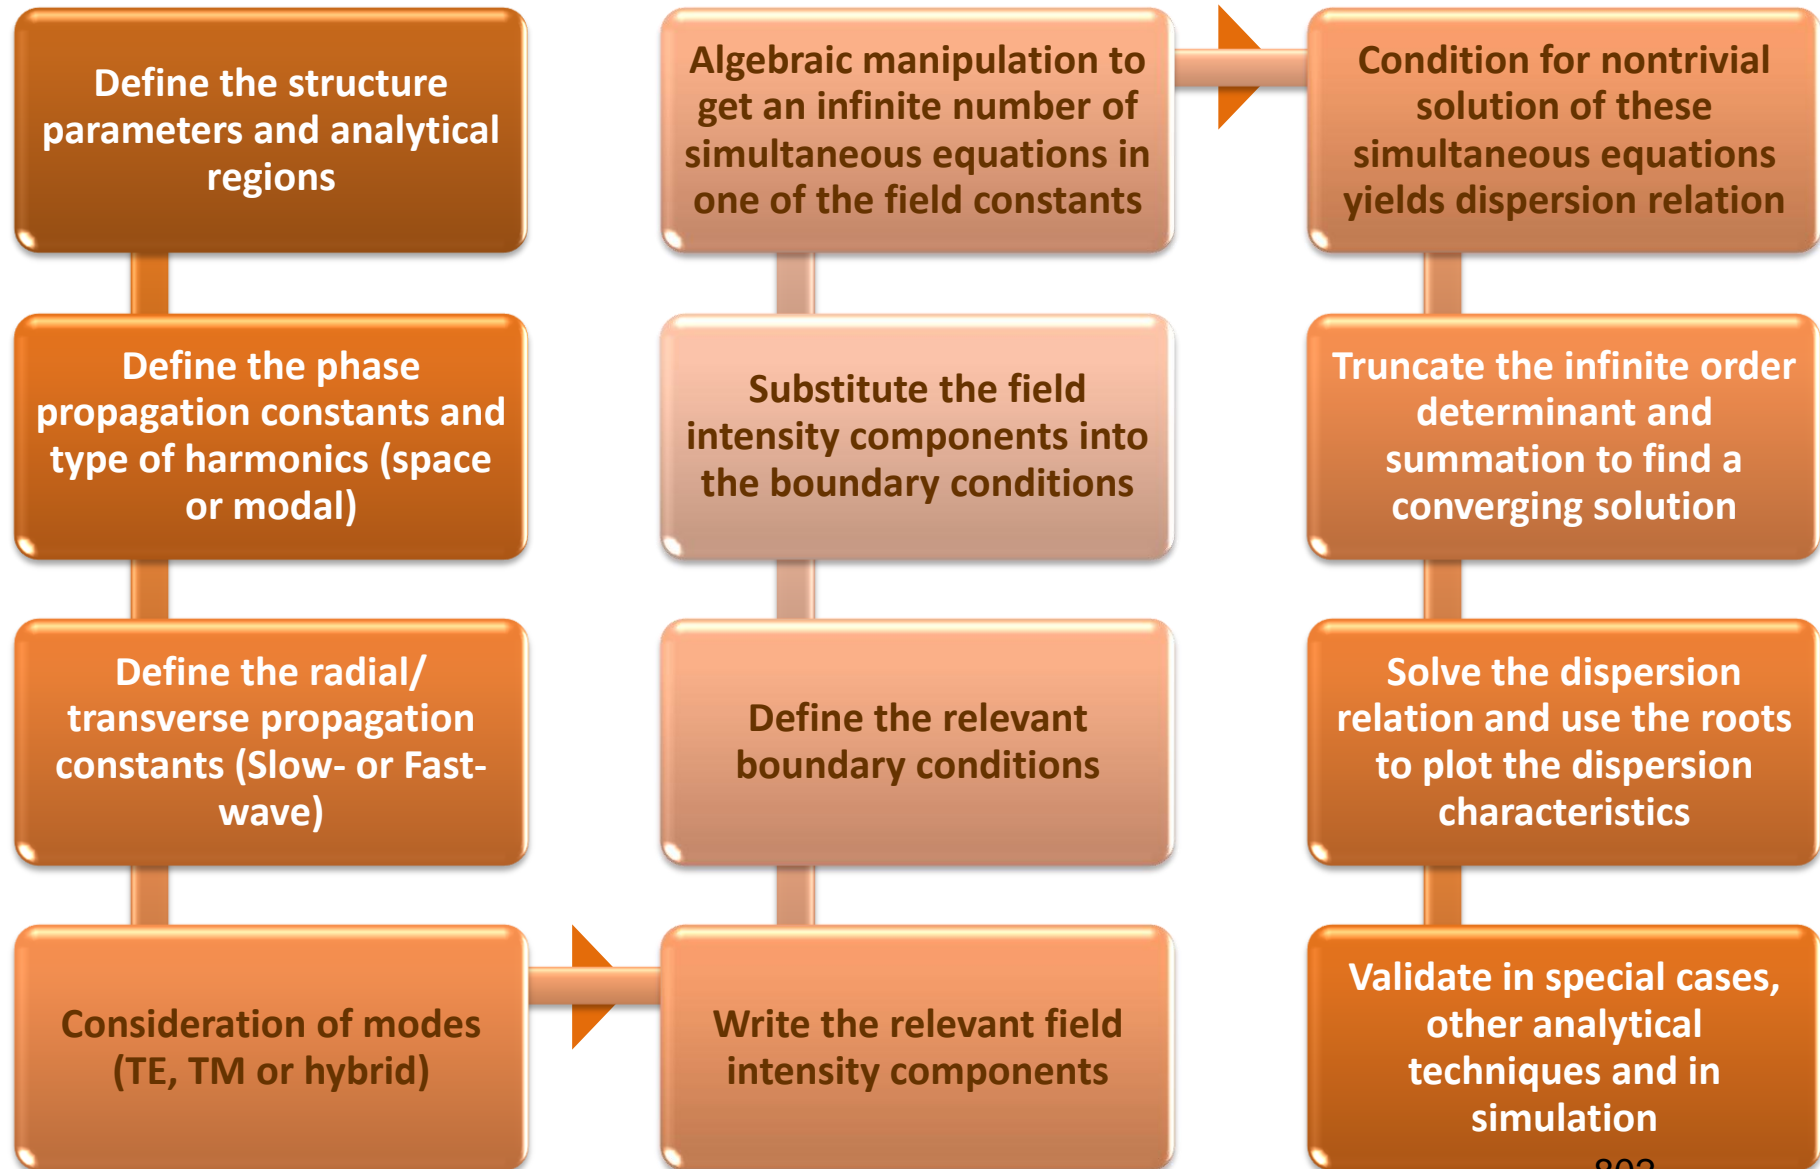 Define the structure
parameters and analytical
regions
Define the phase
propagation constants and
type of harmonics (space
or modal)
Define the radial/
transverse propagation
constants (Slow- or Fast-
wave)
Consideration of modes
(TE, TM or hybrid)
Write the relevant field
intensity components
Define the relevant
boundary conditions
Substitute the field
intensity components into
the boundary conditions
Algebraic manipulation to
get an infinite number of
simultaneous equations in
one of the field constants
Condition for nontrivial
solution of these
simultaneous equations
yields dispersion relation
Truncate the infinite order
determinant and
summation to find a
converging solution
Solve the dispersion
relation and use the roots
to plot the dispersion
characteristics
Validate in special cases,
other analytical
techniques and in
simulation